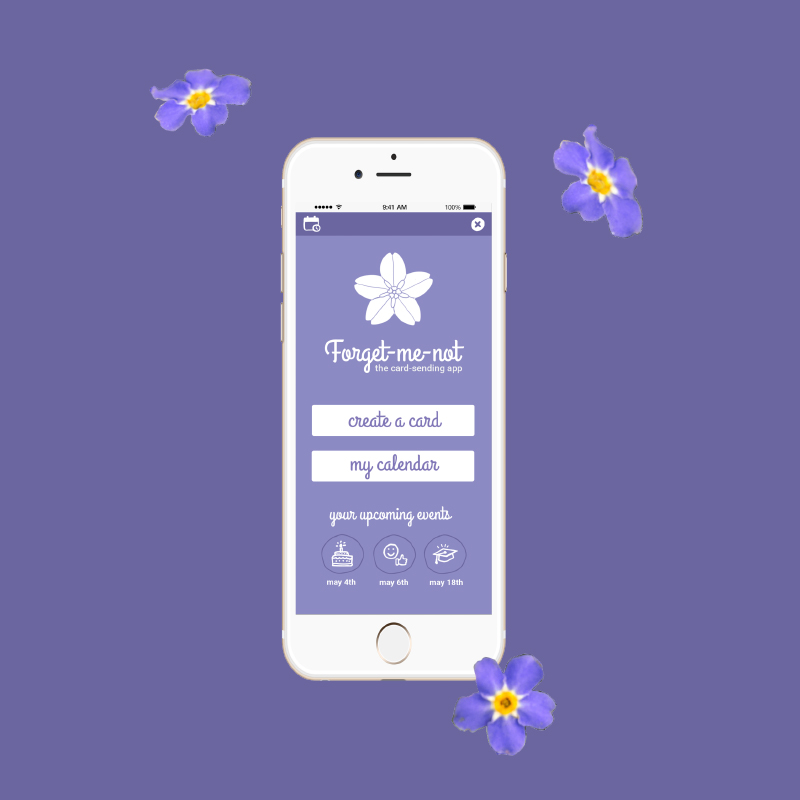 9:41 AM 100%
Forget-me-not
the card-sending app
create a card
my calendar
your upcoming events
may 4th may 6th may 18th